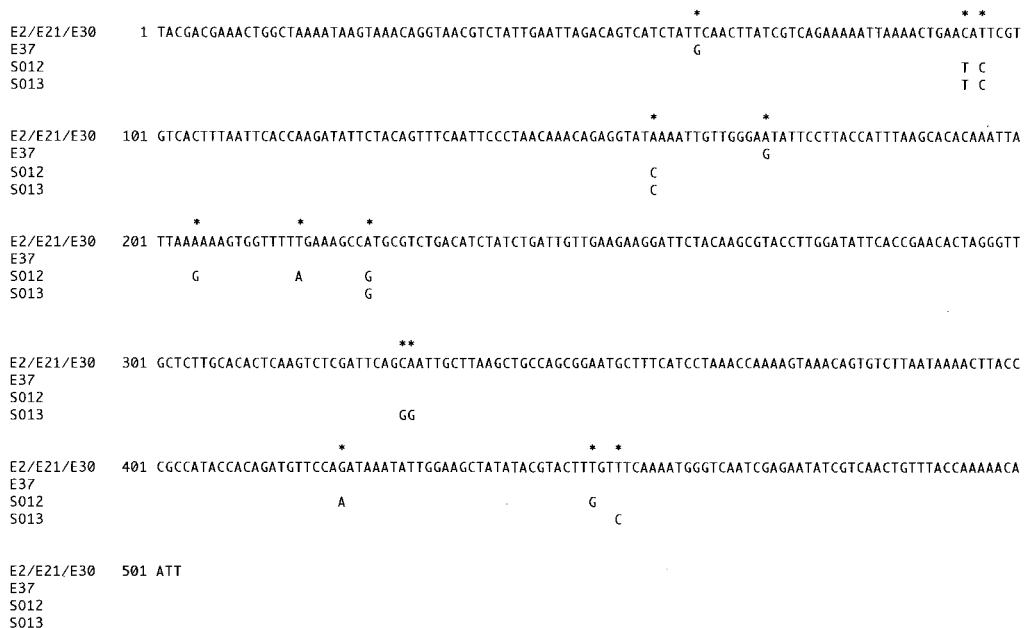 * * *
E2/E21/E30 1 TACGACGAAACTGGCTAAAATAAGTAAACAGGTAACGTCTATTGAATTAGACAGTCATCTATTCAACTTATCGTCAGAAAAATTAAAACTGAACATTCGT
E37 G
S012 T C
S013 T C
* *
E2/E21/E30 101 GTCACTTTAATTCACCAAGATATTCTACAGTTTCAATTCCCTAACAAACAGAGGTATAAAATTGTTGGGAATATTCCTTACCATTTAAGCACACAAATTA
E37 G
S012 C
S013 C
* * *
E2/E21/E30 201 TTAAAAAAGTGGTTTTTGAAAGCCATGCGTCTGACATCTATCTGATTGTTGAAGAAGGATTCTACAAGCGTACCTTGGATATTCACCGAACACTAGGGTT
E37
S012 G A G
S013 G
**
E2/E21/E30 301 GCTCTTGCACACTCAAGTCTCGATTCAGCAATTGCTTAAGCTGCCAGCGGAATGCTTTCATCCTAAACCAAAAGTAAACAGTGTCTTAATAAAACTTACC
E37
S012
S013 GG
* * *
E2/E21/E30 401 CGCCATACCACAGATGTTCCAGATAAATATTGGAAGCTATATACGTACTTTGTTTCAAAATGGGTCAATCGAGAATATCGTCAACTGTTTACCAAAAACA
E37
S012 A G
S013 C
E2/E21/E30 501 ATT
E37
S012
S013